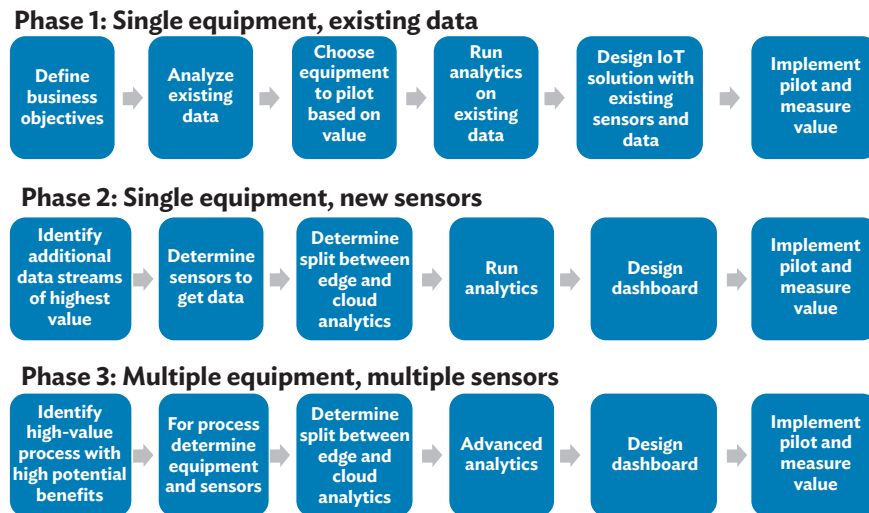 Phase 1: Single equipment, existing data
Define
business
objectives
Analyze
existing
data
Choose
equipment
to pilot
based on
value
Run
analytics
on
existing
data
Design IoT
solution with
existing
sensors and
data
Implement
pilot and
measure
value
Phase 2: Single equipment, new sensors
Identify
additional
data streams
of highest
value
Determine
sensors to
get data
Determine
split between
edge and
cloud
analytics
Run
analytics
Design
dashboard
Implement
pilot and
measure
value
Phase 3: Multiple equipment, multiple sensors
Identify
high-value
process with
high potential
benefits
For process
determine
equipment
and sensors
Determine
split between
edge and
cloud
analytics
Advanced
analytics
Design
dashboard
Implement
pilot and
measure
value